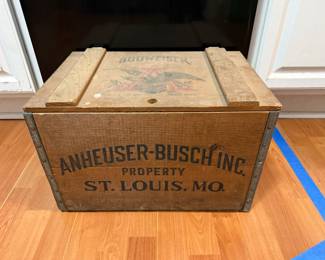 BUDWEISER
ANHEUSER-BUSCH INC.
PROPERTY
ST. LOUIS, MO.